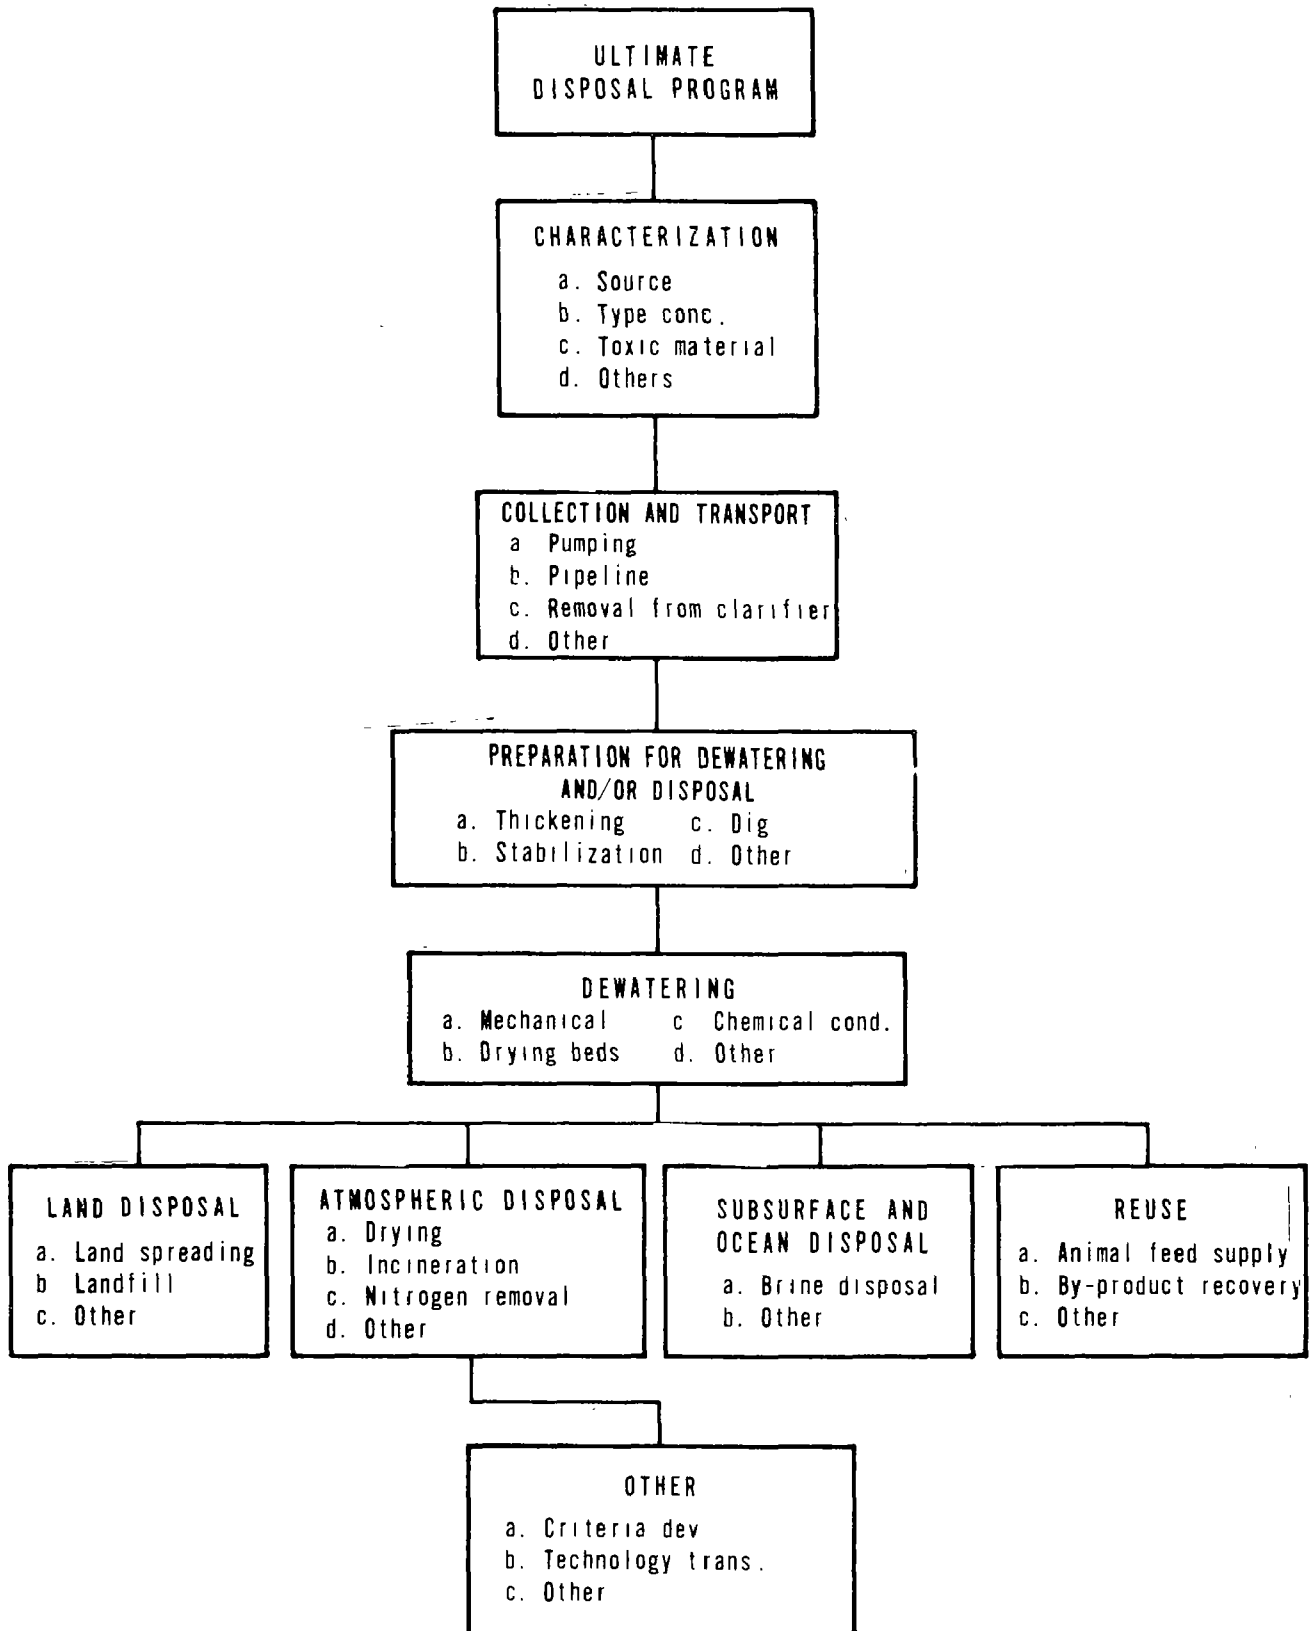 ULTIMATE
DISPOSAL PROGRAM
CHARACTERIZATION
a. Source
b. Type conc.
c. Toxic material
d. Others
COLLECTION AND TRANSPORT
a Pumping
b. Pipeline
c. Removal from clarifier
d. Other
PREPARATION FOR DEWATERING
AND/OR DISPOSAL
a. Thickening c. Dig
b. Stabilization d. Other
DEWATERING
a. Mechanical c Chemical cond.
b. Drying beds d. Other
LAND DISPOSAL
a. Land spreading
b Landfill
c. Other
ATMOSPHERIC DISPOSAL
a. Drying
b. Incineration
c. Nitrogen removal
d. Other
SUBSURFACE AND
OCEAN DISPOSAL
a. Brine disposal
b. Other
REUSE
a. Animal feed supply
b. By-product recovery
c. Other
OTHER
a. Criteria dev
b. Technology trans.
c. Other